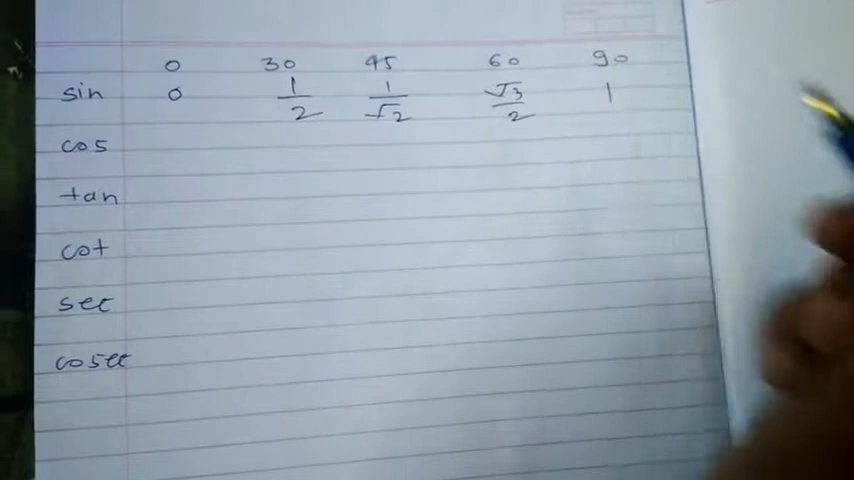 0 30 45 60 90
sin 0 1/2 1/√2 √3/2 1
cos
tan
cot
sec
cosec